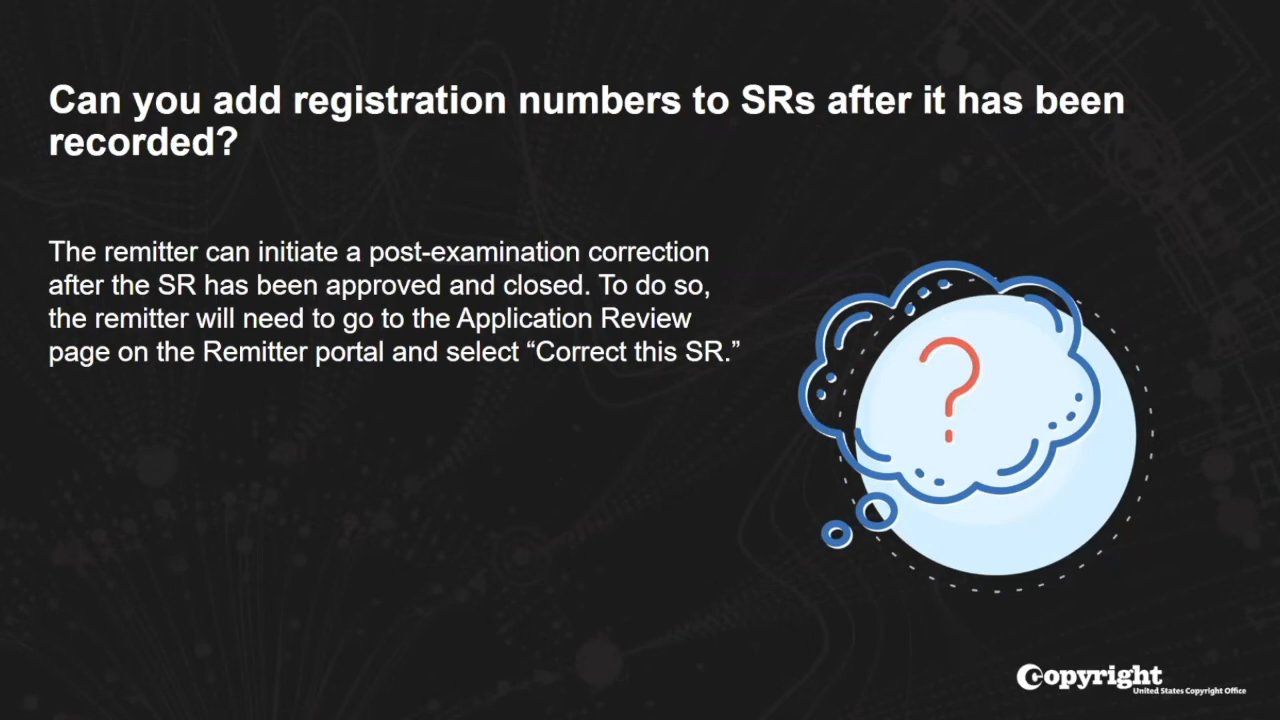 Can you add registration numbers to SRs after it has been
recorded?
The remitter can initiate a post-examination correction
after the SR has been approved and closed. To do so,
the remitter will need to go to the Application Review
page on the Remitter portal and select “Correct this SR.”
?
Copyright
United States Copyright Office